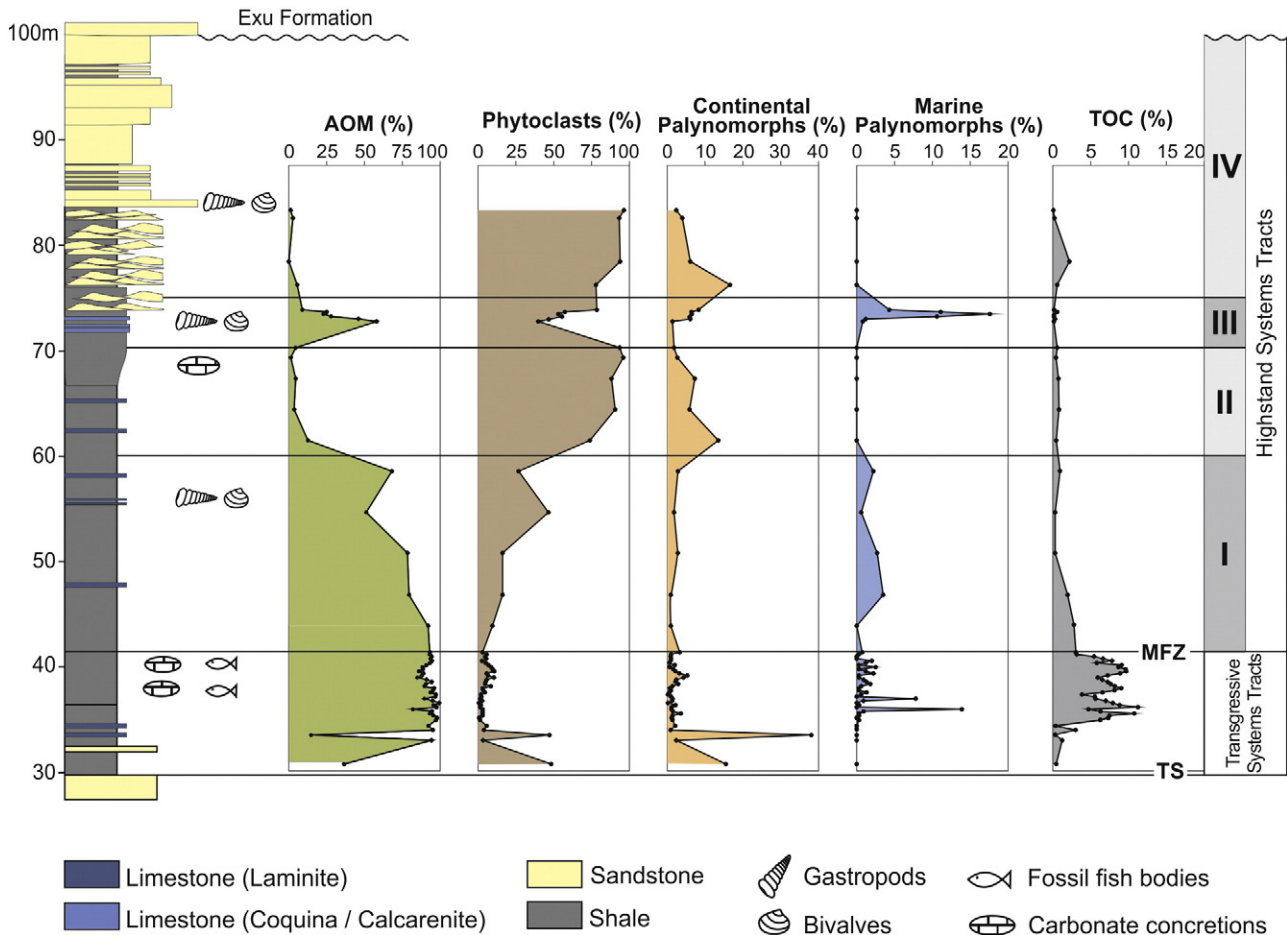 Exu Formation
100m
90
80
70
60
50
40
30
AOM (%)
0 25 50 75 100
Phytoclasts (%)
0 25 50 75 100
Continental
Palynomorphs (%)
0 10 20 30 40
Marine
Palynomorphs (%)
0 5 10 15 20
TOC (%)
0 5 10 15 20
IV
III
II
I
Highstand Systems Tracts
Transgressive
Systems Tracts
MFZ
TS
Limestone (Laminite)
Limestone (Coquina / Calcarenite)
Sandstone
Shale
Gastropods
Bivalves
Fossil fish bodies
Carbonate concretions